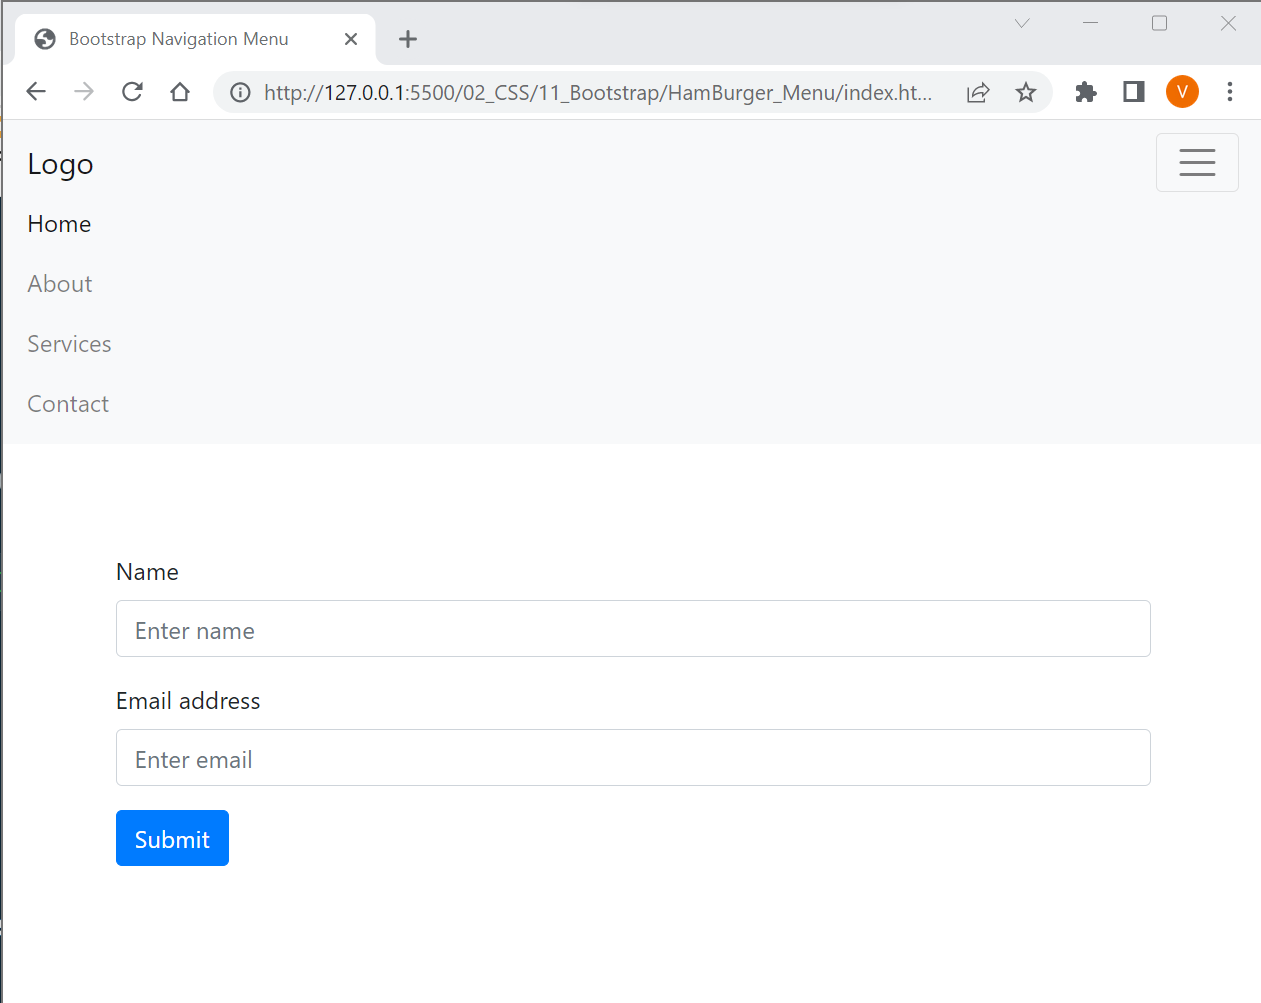 Bootstrap Navigation Menu
http://127.0.0.1:5500/02_CSS/11_Bootstrap/HamBurger_Menu/index.ht...
V
Logo
Home
About
Services
Contact
Name
Enter name
Email address
Enter email
Submit